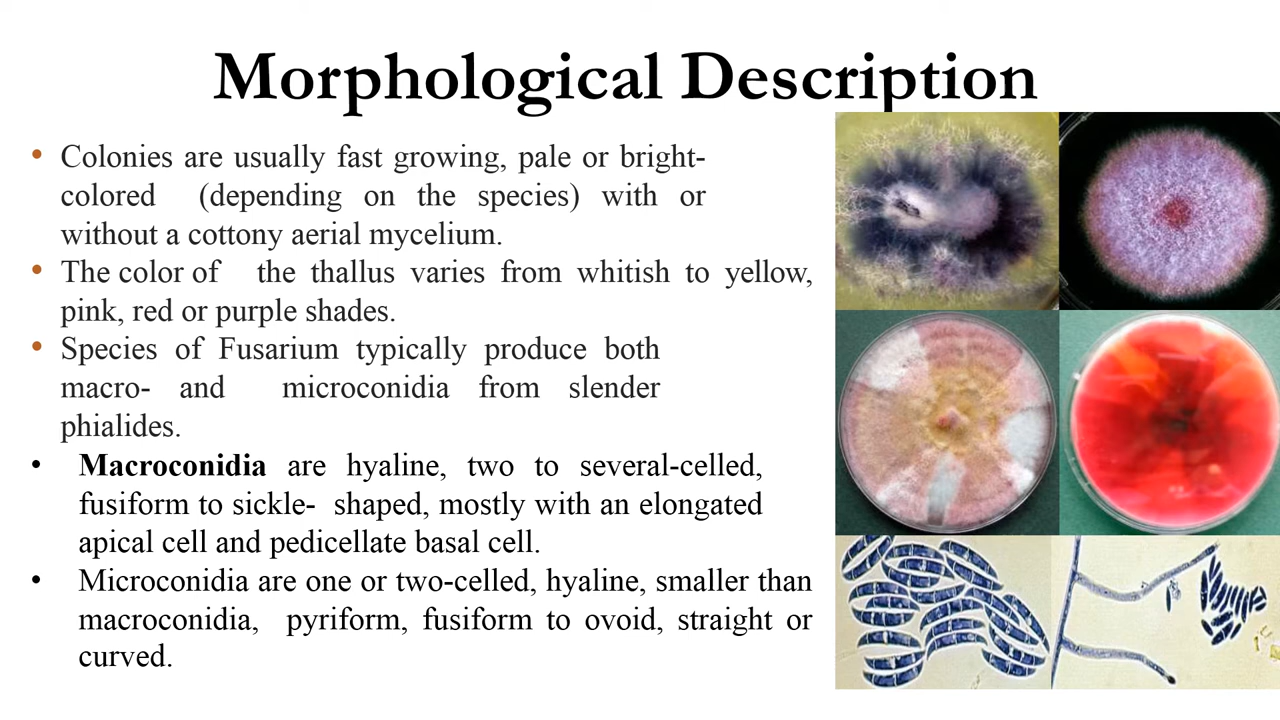 Morphological Description
• Colonies are usually fast growing, pale or bright-
colored (depending on the species) with or
without a cottony aerial mycelium.
• The color of the thallus varies from whitish to yellow,
pink, red or purple shades.
• Species of Fusarium typically produce both
macro- and microconidia from slender
phialides.
• Macroconidia are hyaline, two to several-celled,
fusiform to sickle- shaped, mostly with an elongated
apical cell and pedicellate basal cell.
• Microconidia are one or two-celled, hyaline, smaller than
macroconidia, pyriform, fusiform to ovoid, straight or
curved.